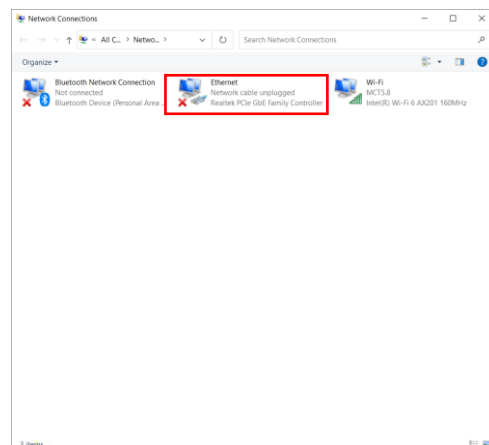 Network Connections
« All C... > Netwo... >
Search Network Connections
Organize
Bluetooth Network Connection
Not connected
Bluetooth Device (Personal Area ...
Ethernet
Network cable unplugged
Realtek PCIe GbE Family Controller
Wi-Fi
MCT5.8
Intel(R) Wi-Fi 6 AX201 160MHz
3 items